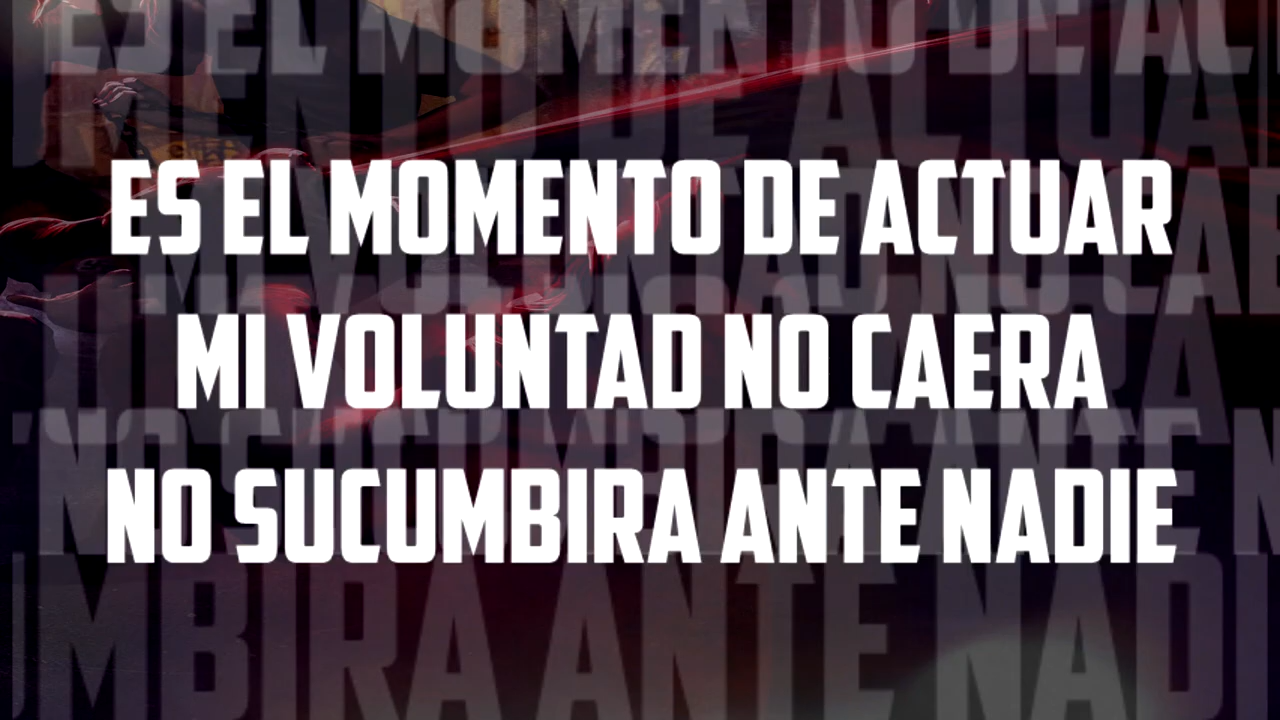 ES EL MOMENTO DE ACTUAR
MI VOLUNTAD NO CAERA
NO SUCUMBIRA ANTE NADIE